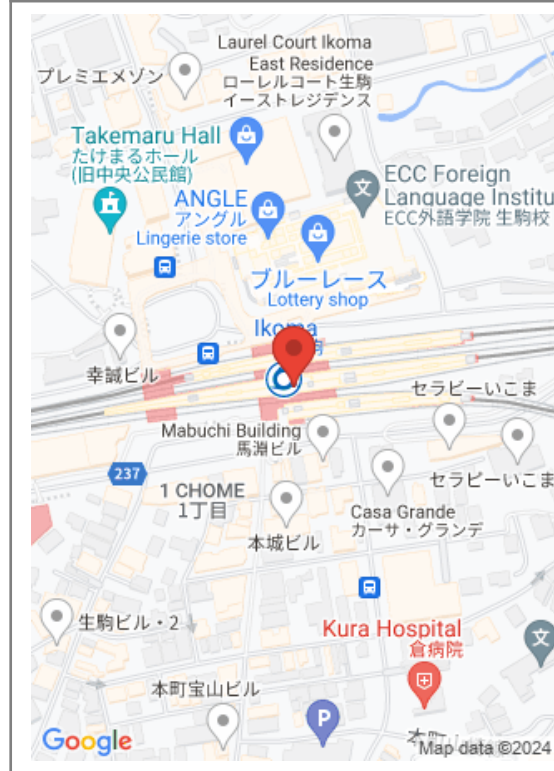 Laurel Court Ikoma
East Residence
ローレルコート生駒
イーストレジデンス
プレミエメゾン
Takemaru Hall
たけまるホール
(旧中央公民館)
ECC Foreign
Language Institu
ECC外語学院 生駒校
文
ANGLE
アングル
Lingerie store
ブルーレース
Lottery shop
Ikoma
幸誠ビル
セラビーいこま
Mabuchi Building
馬淵ビル
237
セラビーいこま
1 CHOME
1丁目
Casa Grande
カーサ・グランデ
本城ビル
生駒ビル・2
Kura Hospital
倉病院
文
本町宝山ビル
P
Google
Map data ©2024